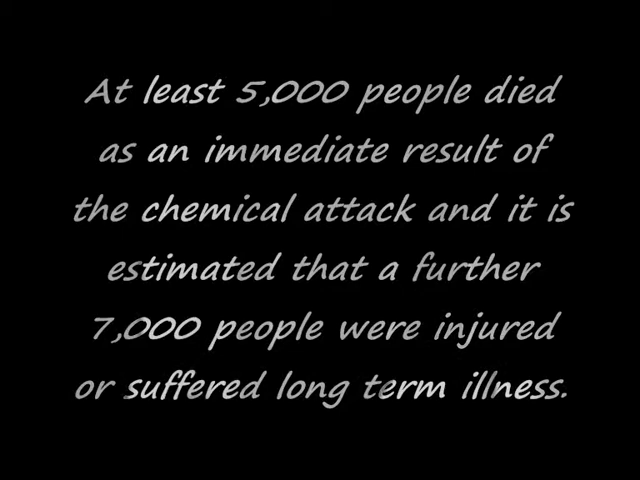 At least 5,000 people died
as an immediate result of
the chemical attack and it is
estimated that a further
7,000 people were injured
or suffered long term illness.